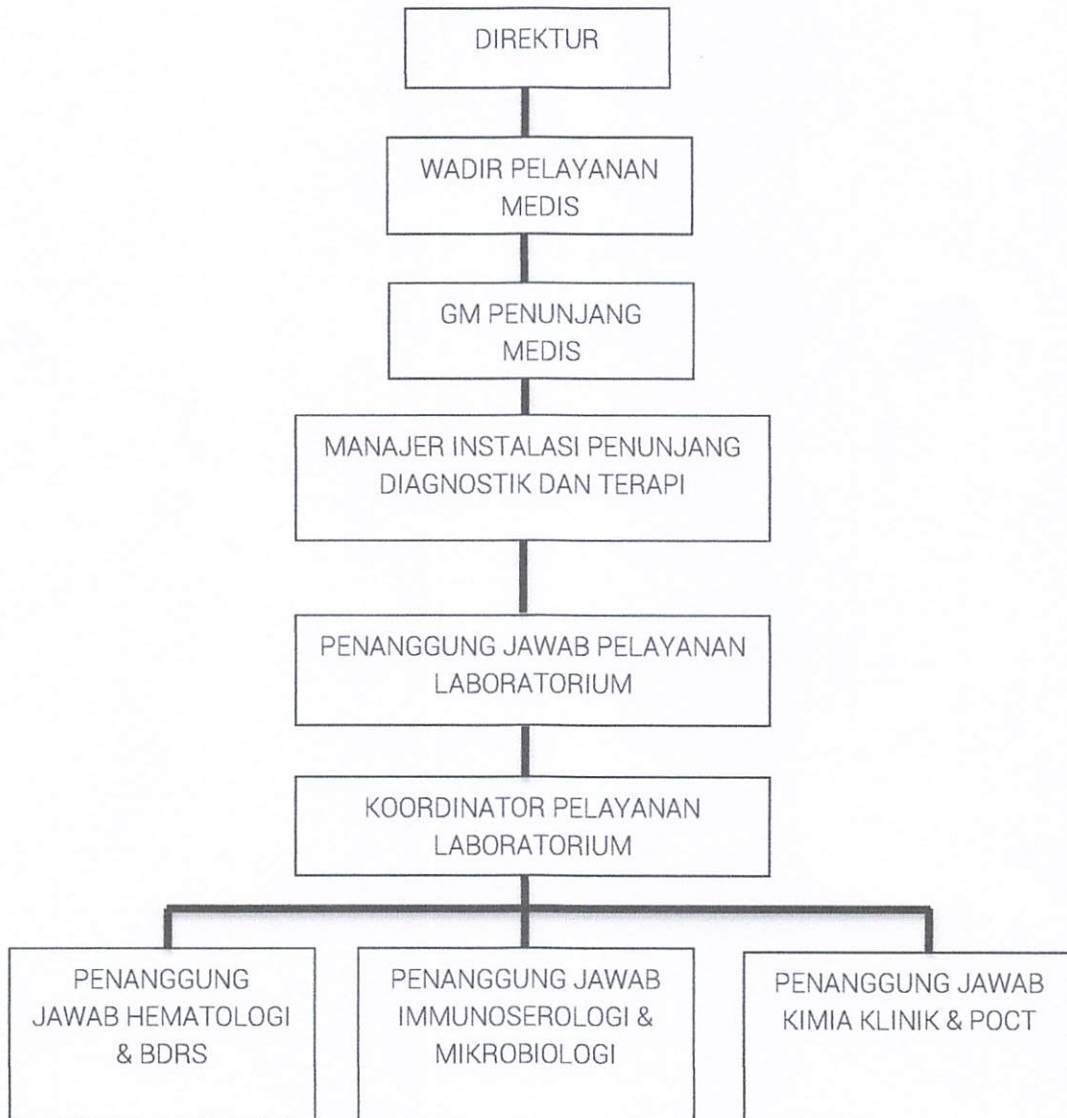 DIREKTUR
WADIR PELAYANAN
MEDIS
GM PENUNJANG
MEDIS
MANAJER INSTALASI PENUNJANG
DIAGNOSTIK DAN TERAPI
PENANGGUNG JAWAB PELAYANAN
LABORATORIUM
KOORDINATOR PELAYANAN
LABORATORIUM
PENANGGUNG
JAWAB HEMATOLOGI
& BDRS
PENANGGUNG JAWAB
IMMUNOSEROLOGI &
MIKROBIOLOGI
PENANGGUNG JAWAB
KIMIA KLINIK & POCT